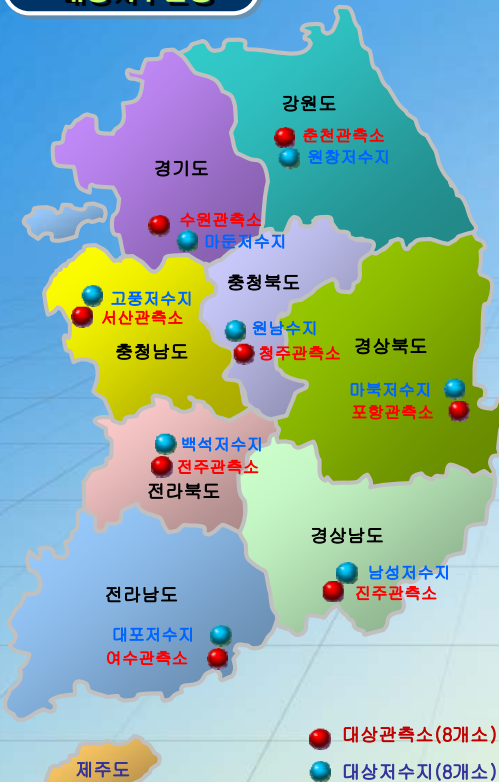 강원도
춘천관측소
원창저수지
경기도
수원관측소
마둔저수지
충청북도
고풍저수지
서산관측소
원남수지
청주관측소
충청남도
경상북도
마북저수지
포항관측소
백석저수지
전주관측소
전라북도
경상남도
남성저수지
진주관측소
전라남도
대포저수지
여수관측소
대상관측소(8개소)
대상저수지(8개소)
제주도